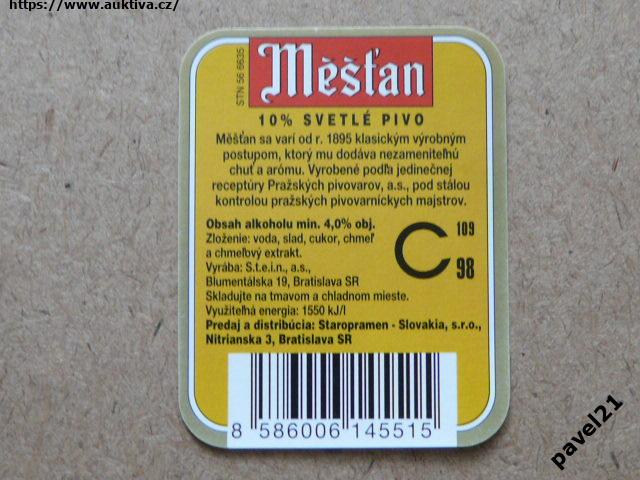 https://www.auktiva.cz/
STN 56 6635
Měšťan
10% SVETLÉ PIVO
Měšťan sa varí od r. 1895 klasickým výrobným
postupom, ktorý mu dodáva nezameniteľnú
chuť a arómu. Vyrobené podľa jedinečnej
receptúry Pražských pivovarov, a.s., pod stálou
kontrolou pražských pivovarníckych majstrov.
Obsah alkoholu min. 4,0% obj.
Zloženie: voda, slad, cukor, chmeľ
a chmeľový extrakt.
Vyrába: S.t.e.i.n., a.s.,
Blumentálska 19, Bratislava SR
Skladujte na tmavom a chladnom mieste.
Využiteľná energia: 1550 kJ/l
Predaj a distribúcia: Staropramen - Slovakia, s.r.o.,
Nitrianska 3, Bratislava SR
C 109
98
8 586006 145515
pavel21